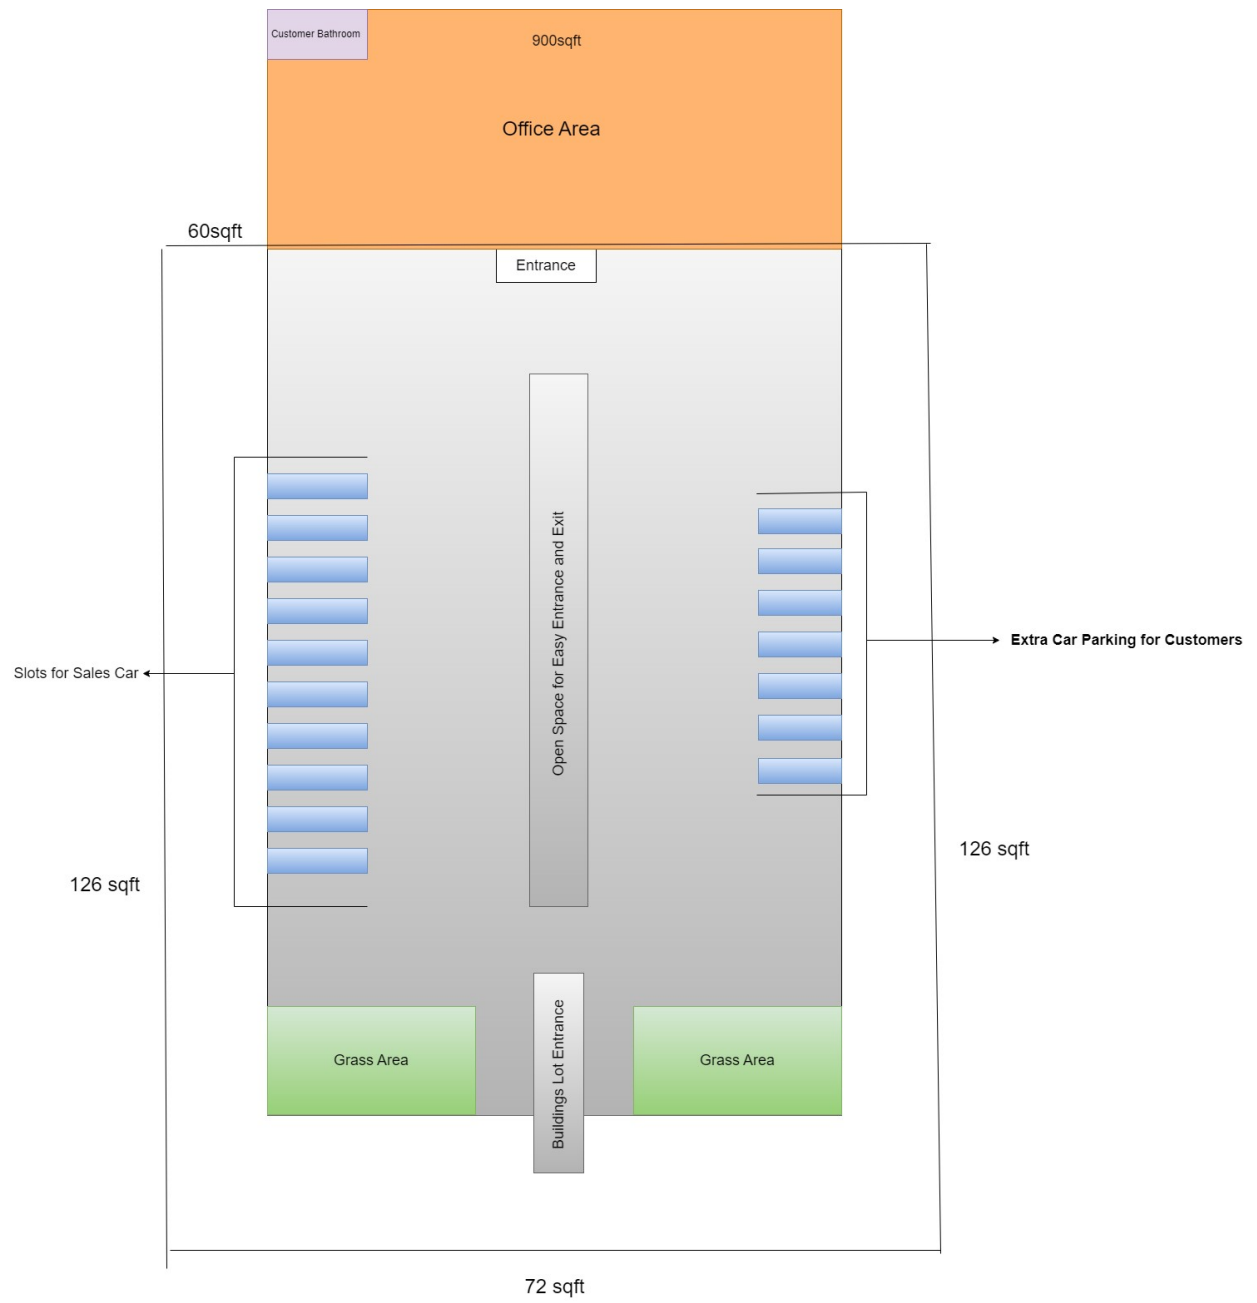 Customer Bathroom
900sqft
Office Area
60sqft
Entrance
Open Space for Easy Entrance and Exit
Extra Car Parking for Customers
Slots for Sales Car
126 sqft
126 sqft
Buildings Lot Entrance
Grass Area
Grass Area
72 sqft